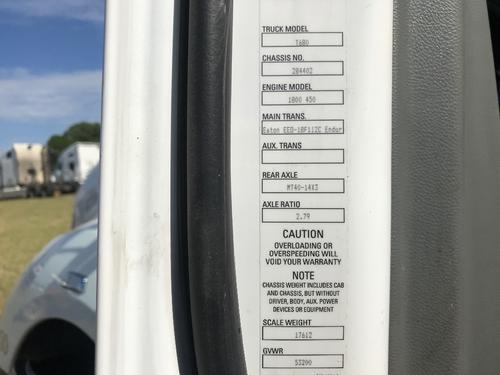 TRUCK MODEL
T680
CHASSIS NO.
284402
ENGINE MODEL
1800 450
MAIN TRANS.
Eaton EEO-18F112C Endur
AUX. TRANS
REAR AXLE
MT40-14X3
AXLE RATIO
2.79
CAUTION
OVERLOADING OR
OVERSPEEDING WILL
VOID YOUR WARRANTY
NOTE
CHASSIS WEIGHT INCLUDES CAB
AND CHASSIS, BUT WITHOUT
DRIVER, BODY, AUX. POWER
DEVICES OR EQUIPMENT
SCALE WEIGHT
17612
GVWR
53200